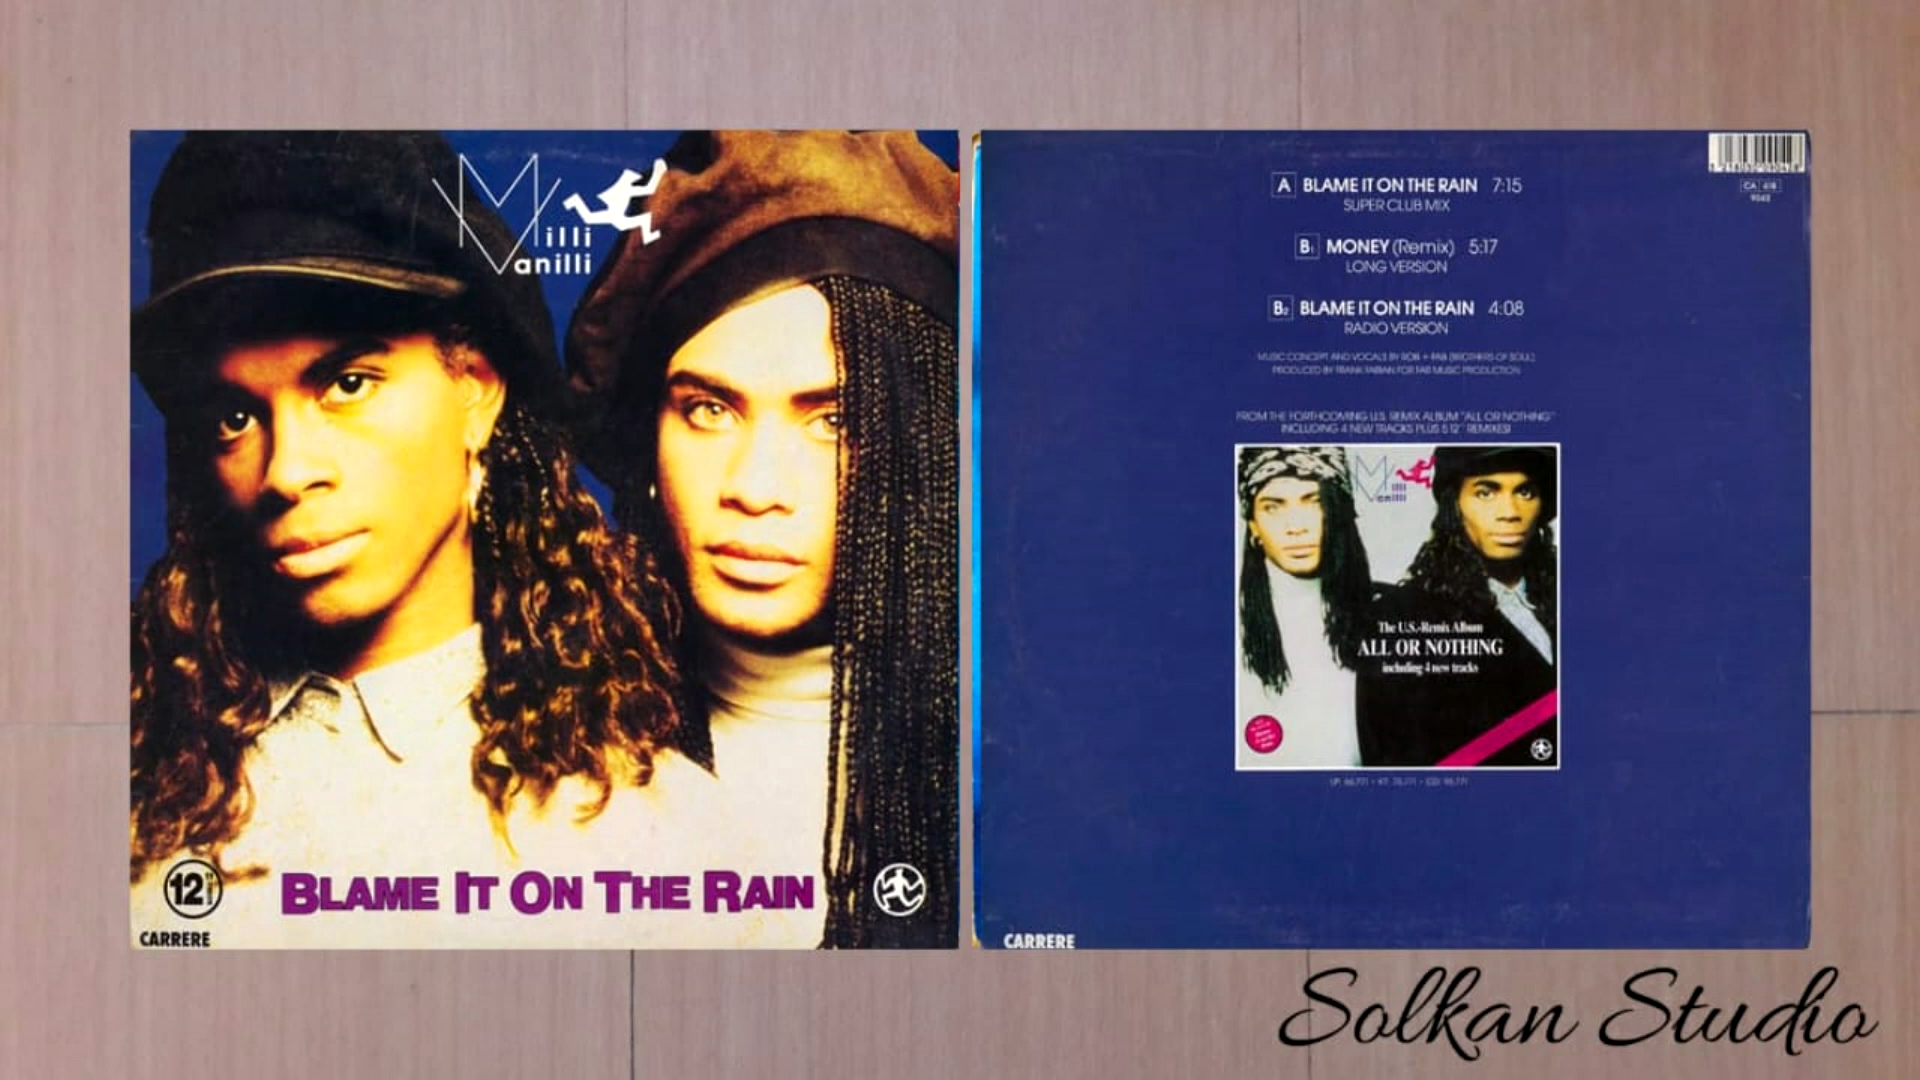 Milli
Vanilli
12"
BLAME IT ON THE RAIN
CARRERE
A BLAME IT ON THE RAIN 7:15
SUPER CLUB MIX
B1 MONEY (Remix) 5:17
LONG VERSION
B2 BLAME IT ON THE RAIN 4:08
RADIO VERSION
MUSIC CONCEPT AND VOCALS BY ROB + FAB (BROTHERS OF SOUL)
PRODUCED BY FRANK FARIAN FOR FAR MUSIC PRODUCTION
FROM THE FORTHCOMING U.S. REMIX ALBUM "ALL OR NOTHING"
INCLUDING 4 NEW TRACKS PLUS 5 12" REMIXES!
Milli
Vanilli
The U.S.-Remix Album
ALL OR NOTHING
including 4 new tracks
CARRERE
Solkan Studio